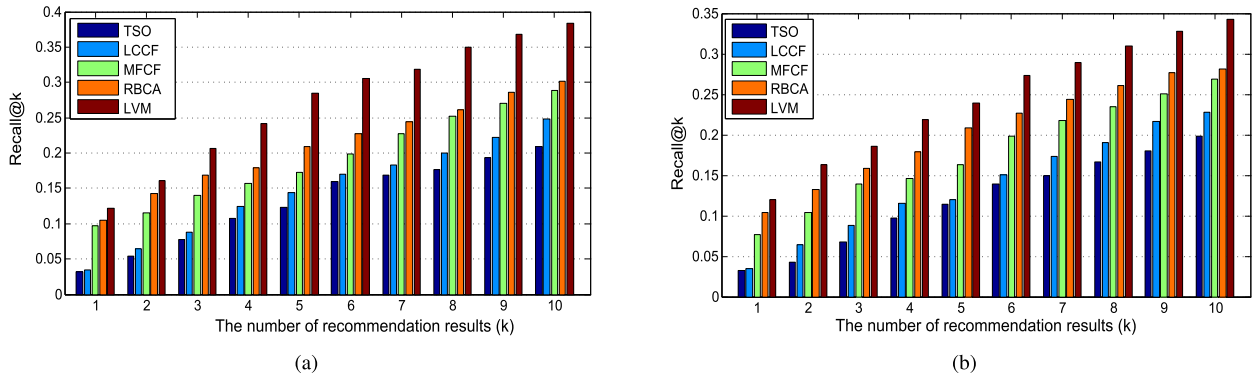 0.4
0.35
0.3
0.25
0.2
0.15
0.1
0.05
0
Recall@k
TSO
LCCF
MFCF
RBCA
LVM
1 2 3 4 5 6 7 8 9 10
The number of recommendation results (k)
(a)
0.35
0.3
0.25
0.2
0.15
0.1
0.05
0
Recall@k
TSO
LCCF
MFCF
RBCA
LVM
1 2 3 4 5 6 7 8 9 10
The number of recommendation results (k)
(b)